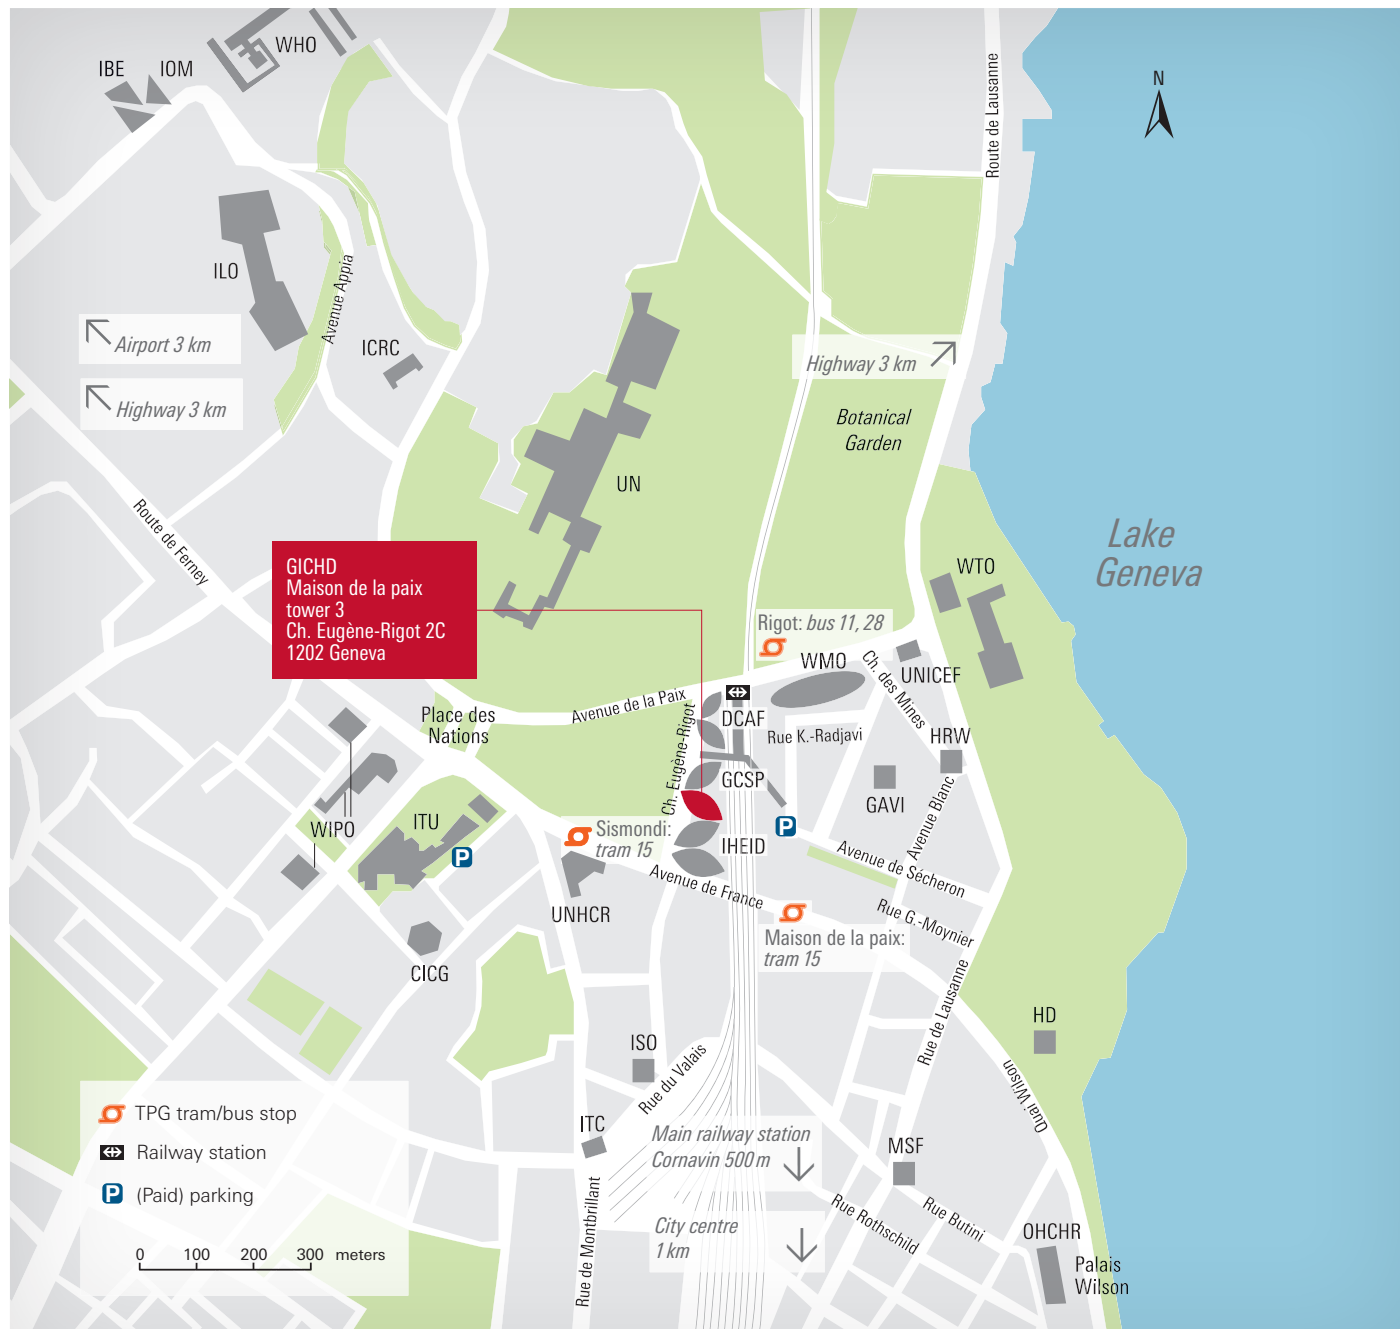 WHO
IBE
IOM
N
Route de Lausanne
ILO
Avenue Appia
ICRC
Airport 3 km
Highway 3 km
Highway 3 km
Botanical
Garden
UN
Route de Ferney
Lake
Geneva
GICHD
Maison de la paix
tower 3
Ch. Eugène-Rigot 2C
1202 Geneva
WTO
Rigot: bus 11, 28
WMO
UNICEF
Ch. des Mines
Avenue de la Paix
Place des
Nations
Ch. Eugène-Rigot
DCAF
Rue K.-Radjavi
HRW
GCSP
GAVI
Avenue Blanc
WIPO
ITU
P
Sismondi:
tram 15
IHEID
P
Avenue de Sécheron
Avenue de France
UNHCR
Rue G.-Moynier
Maison de la paix:
tram 15
CICG
Rue de Lausanne
HD
ISO
Rue du Valais
Quai Wilson
ITC
Main railway station
Cornavin 500 m
MSF
City centre
1 km
Rue de Montbrillant
Rue Rothschild
Rue Butini
OHCHR
Palais
Wilson
TPG tram/bus stop
Railway station
P (Paid) parking
0 100 200 300 meters